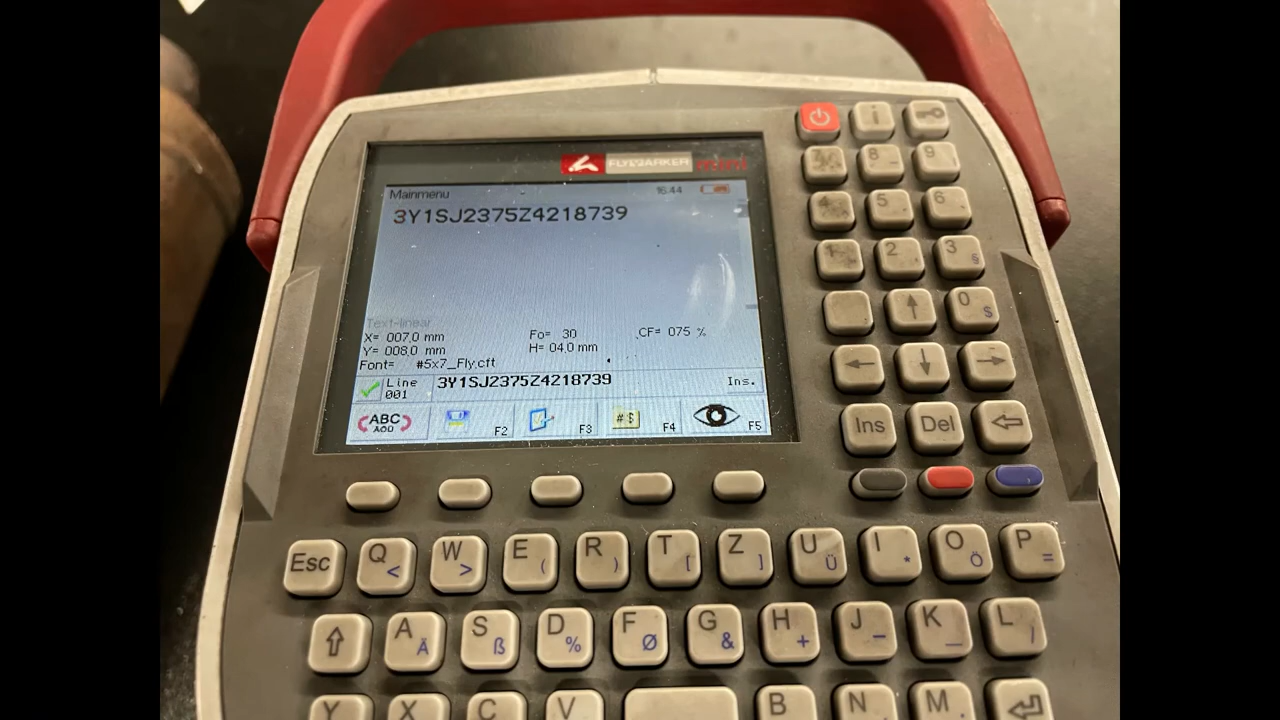 FLYMARKER
Mainmenu 16:44
3Y1SJ2375Z4218739
Text-linear
X= 007,0 mm Fo= 30 CF= 075 %
Y= 008,0 mm H= 04,0 mm
Font= #5x7_Fly.cft
Line 3Y1SJ2375Z4218739 Ins.
001
ABC F2 F3 #$ F4 F5
i
8 _ 9
4 5 6
1 2 3 §
0 $
Ins Del
Esc Q < W > E ( R ) T [ Z ] U Ü I * O Ö P =
A Ä S ß D % F Ø G & H + J - K _ L /
Y X C V B N M